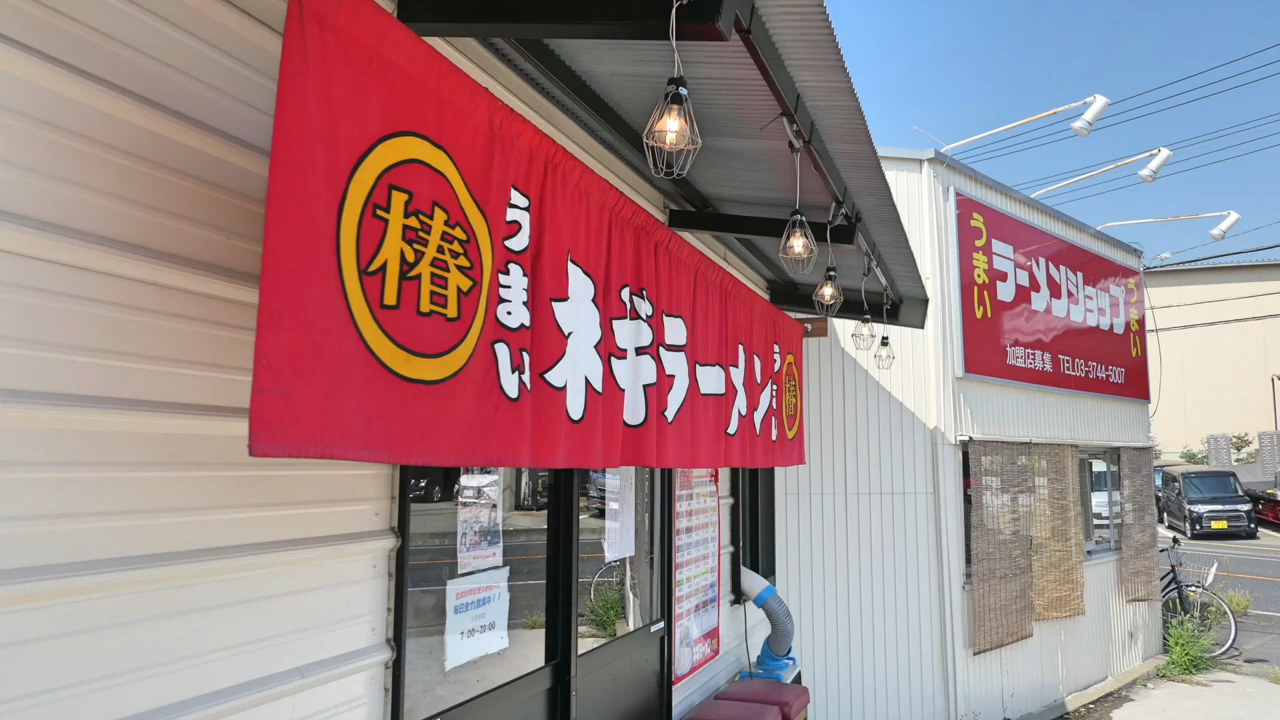 椿
うまい
ネギラーメン
うまい
椿
うまい
ラーメンショップ
うまい
加盟店募集 TEL03-3744-5007
毎日全力営業中!!
7:00~20:00